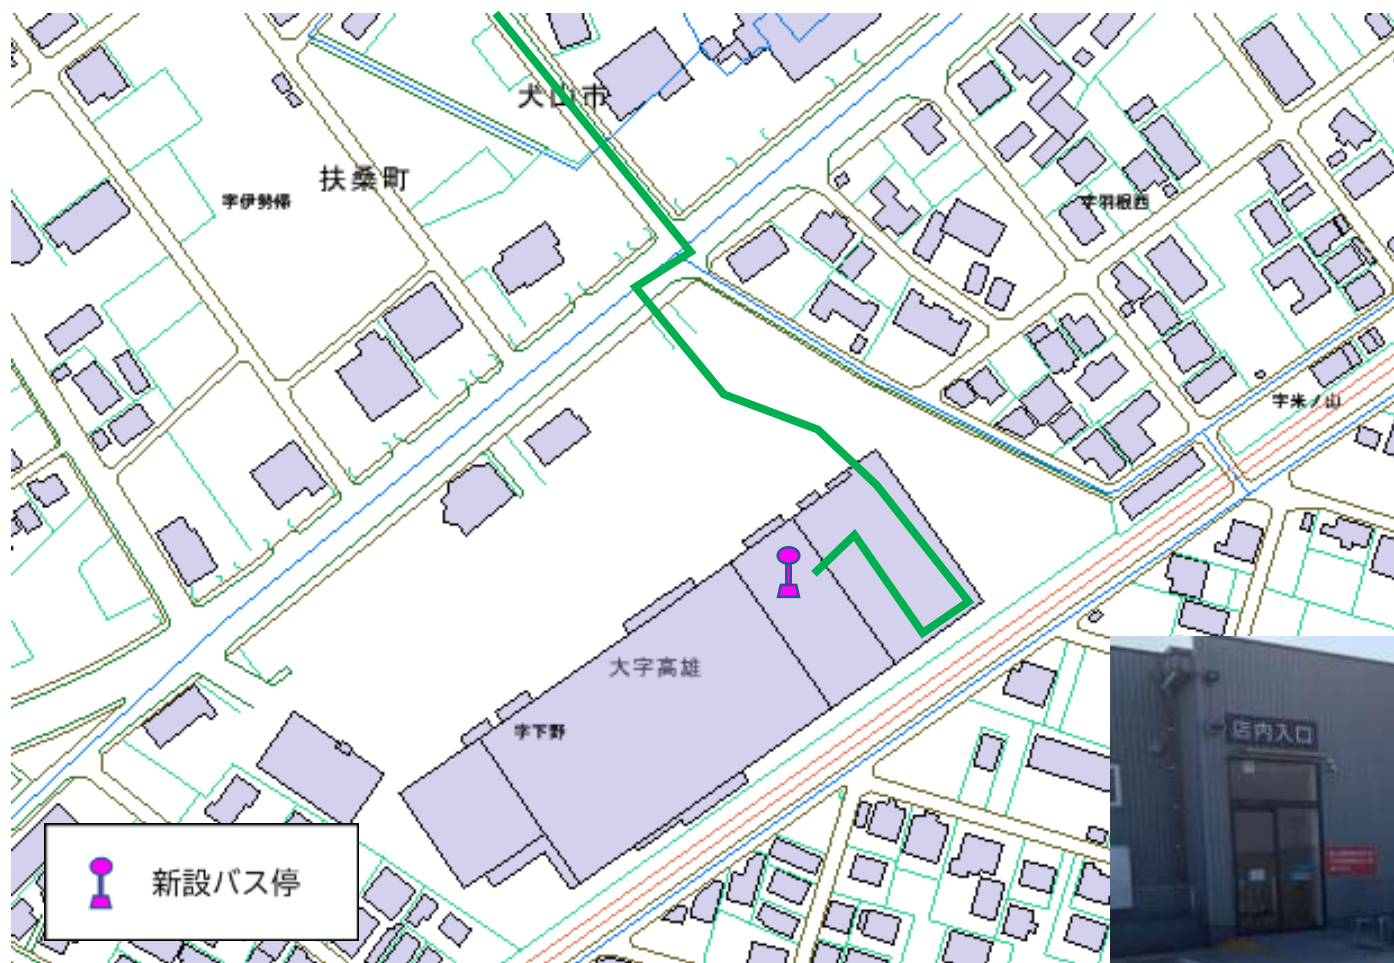 犬山市
扶桑町
字伊勢帰
字羽根西
字米ノ山
大字高雄
字下野
店内入口
新設バス停